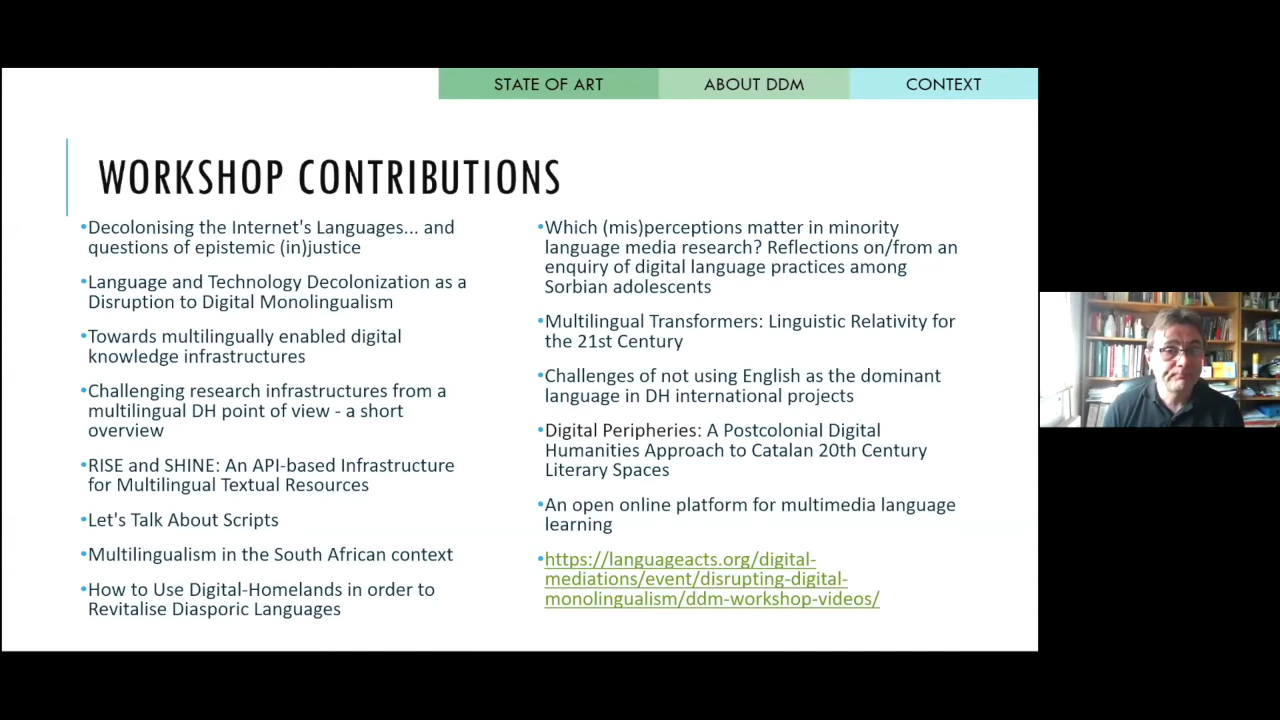 STATE OF ART
ABOUT DDM
CONTEXT
WORKSHOP CONTRIBUTIONS
•Decolonising the Internet's Languages... and
questions of epistemic (in)justice
•Language and Technology Decolonization as a
Disruption to Digital Monolingualism
•Towards multilingually enabled digital
knowledge infrastructures
•Challenging research infrastructures from a
multilingual DH point of view - a short
overview
•RISE and SHINE: An API-based Infrastructure
for Multilingual Textual Resources
•Let's Talk About Scripts
•Multilingualism in the South African context
•How to Use Digital-Homelands in order to
Revitalise Diasporic Languages
•Which (mis)perceptions matter in minority
language media research? Reflections on/from an
enquiry of digital language practices among
Sorbian adolescents
•Multilingual Transformers: Linguistic Relativity for
the 21st Century
•Challenges of not using English as the dominant
language in DH international projects
•Digital Peripheries: A Postcolonial Digital
Humanities Approach to Catalan 20th Century
Literary Spaces
•An open online platform for multimedia language
learning
•https://languageacts.org/digital-
mediations/event/disrupting-digital-
monolingualism/ddm-workshop-videos/